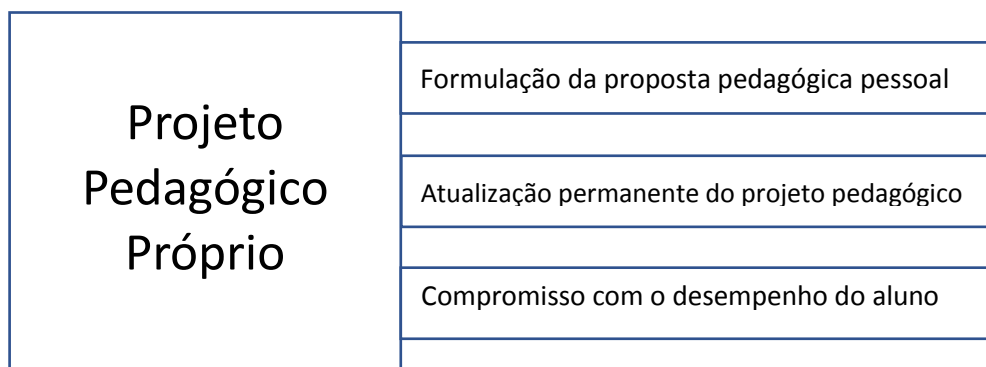 Projeto
Pedagógico
Próprio
Formulação da proposta pedagógica pessoal
Atualização permanente do projeto pedagógico
Compromisso com o desempenho do aluno